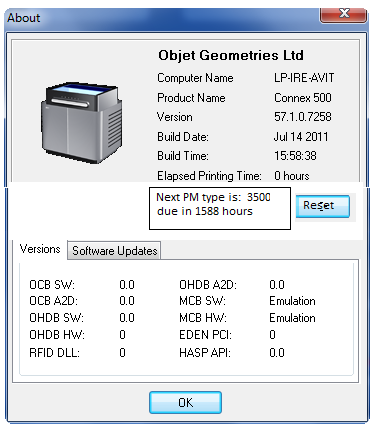 About
Objet Geometries Ltd
Computer Name LP-IRE-AVIT
Product Name Connex 500
Version 57.1.0.7258
Build Date: Jul 14 2011
Build Time: 15:58:38
Elapsed Printing Time: 0 hours
Next PM type is: 3500
due in 1588 hours
Reset
Versions Software Updates
OCB SW: 0.0 OHDB A2D: 0.0
OCB A2D: 0.0 MCB SW: Emulation
OHDB SW: 0.0 MCB HW: Emulation
OHDB HW: 0 EDEN PCI: 0
RFID DLL: 0 HASP API: 0.0
OK